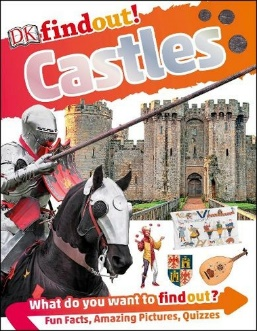 DK findout!
Castles
What do you want to findout?
Fun Facts, Amazing Pictures, Quizzes